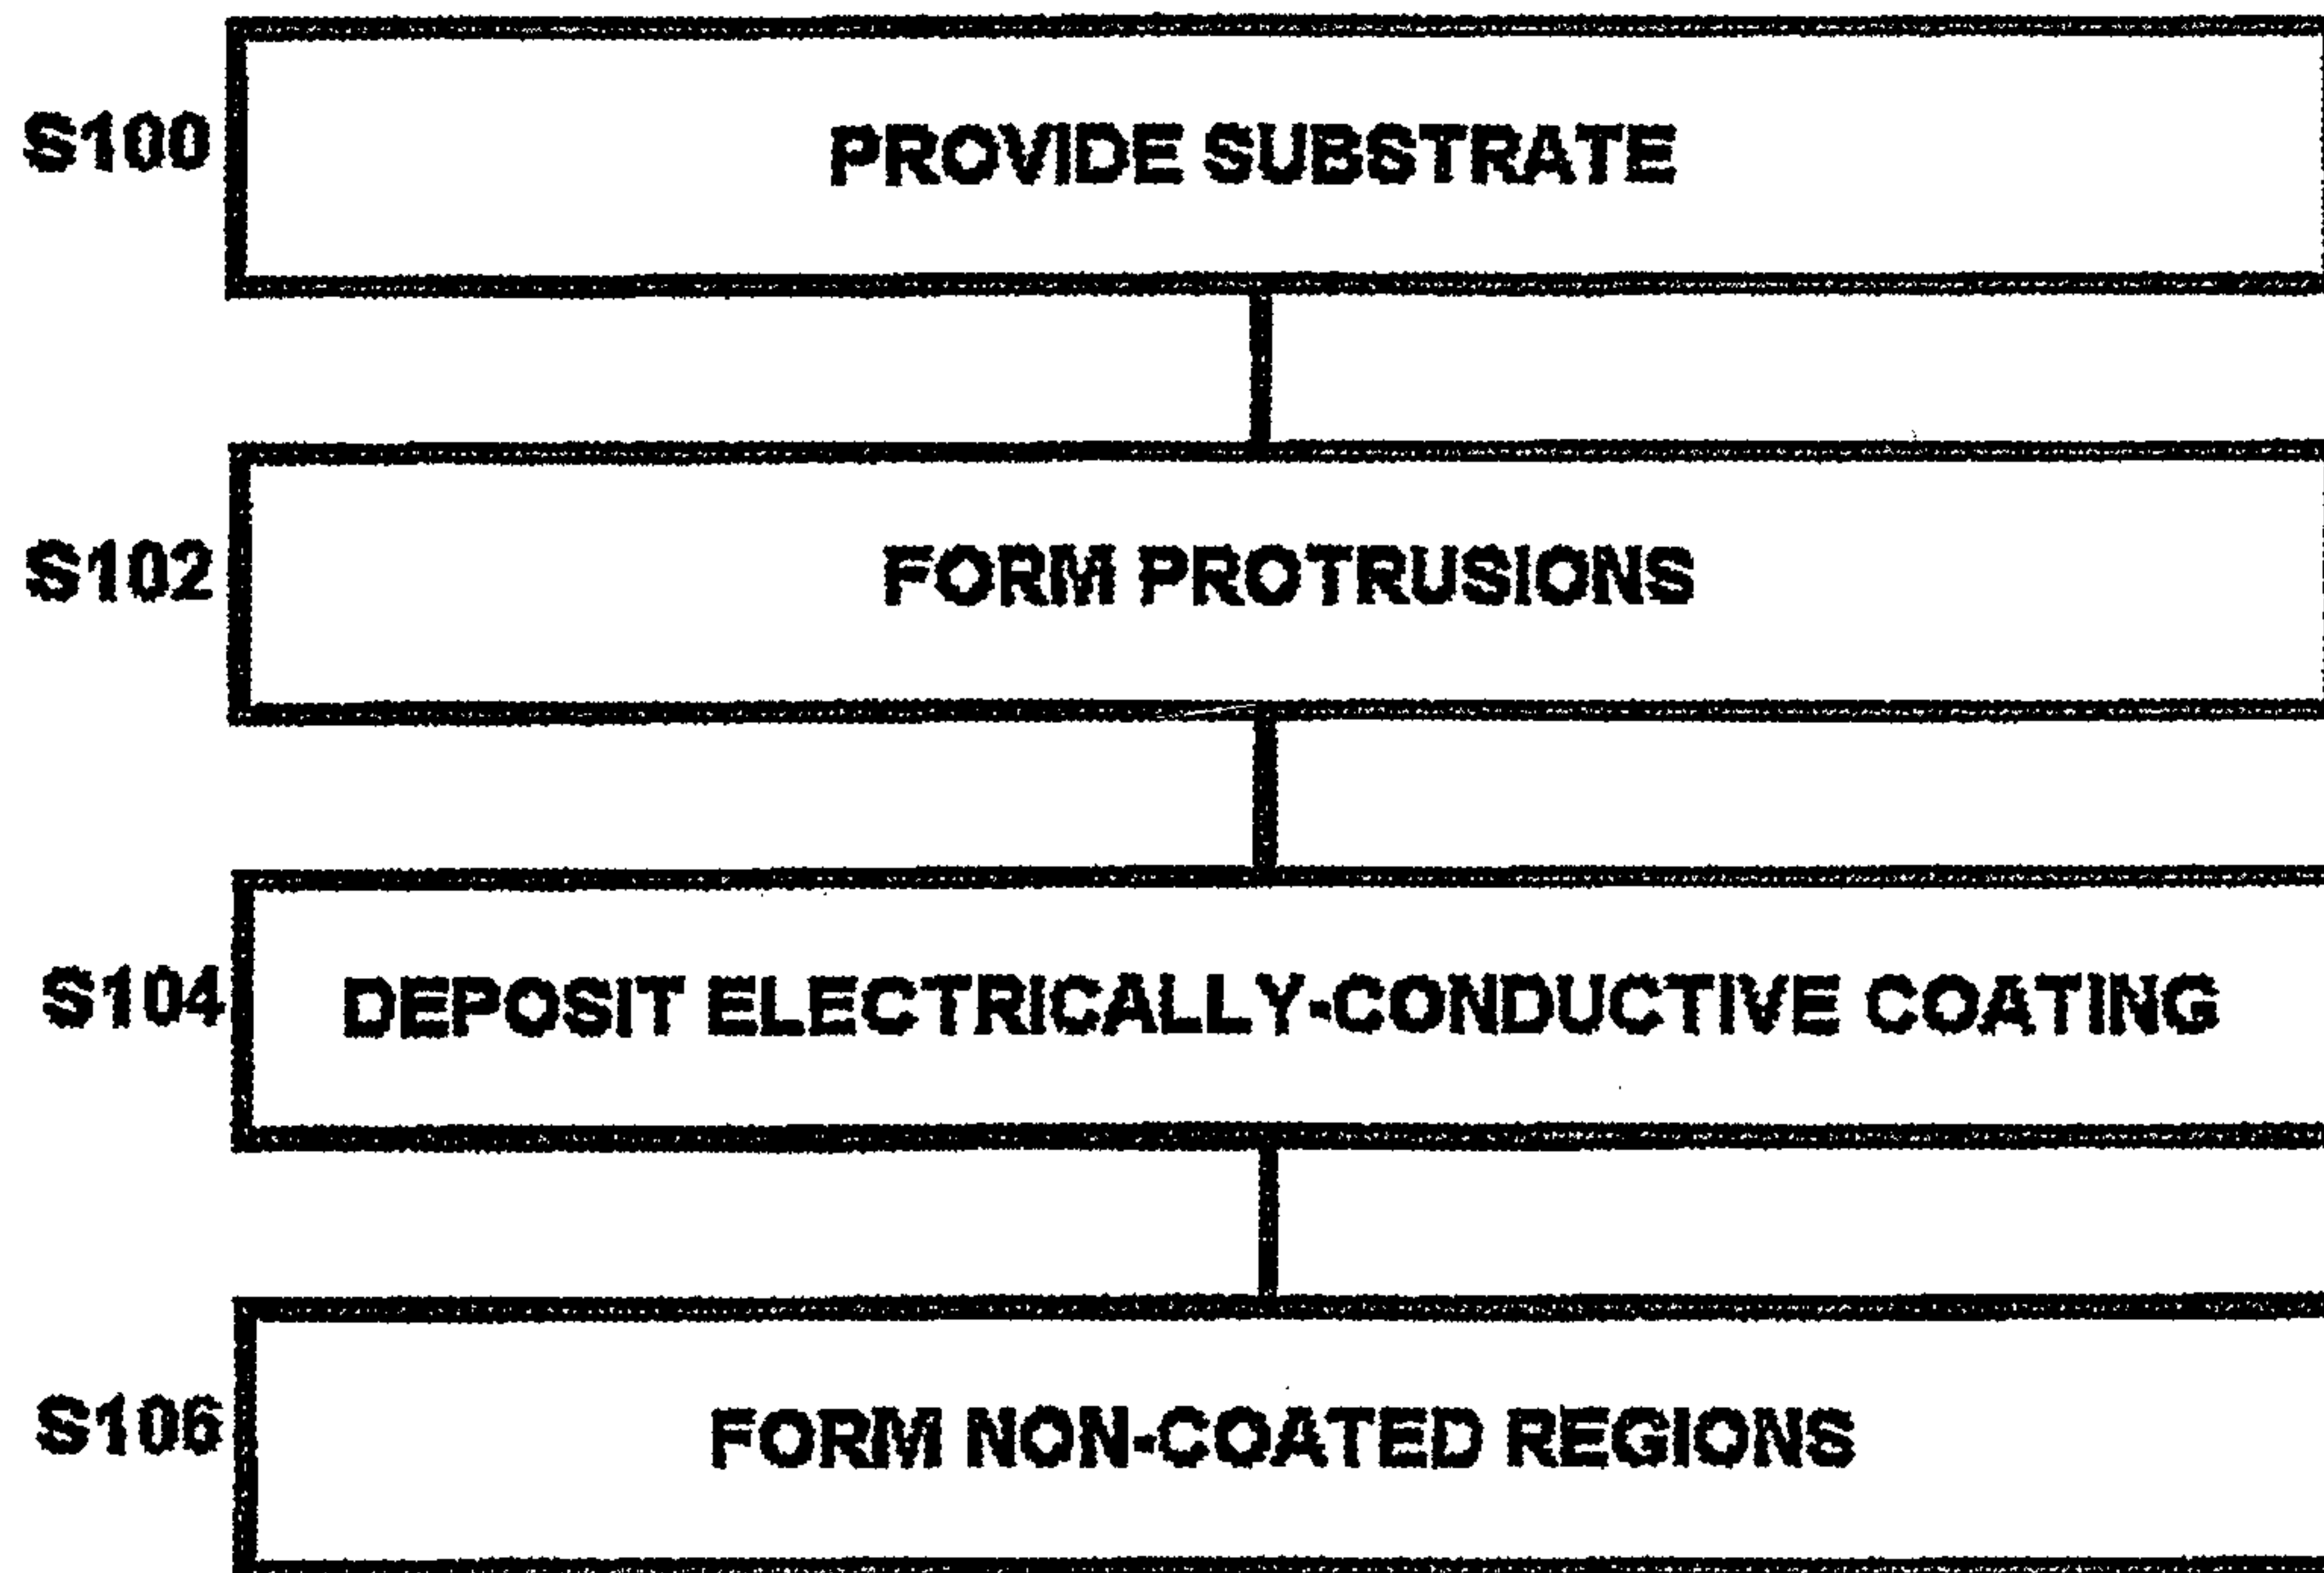 S100 PROVIDE SUBSTRATE
S102 FORM PROTRUSIONS
S104 DEPOSIT ELECTRICALLY-CONDUCTIVE COATING
S106 FORM NON-COATED REGIONS